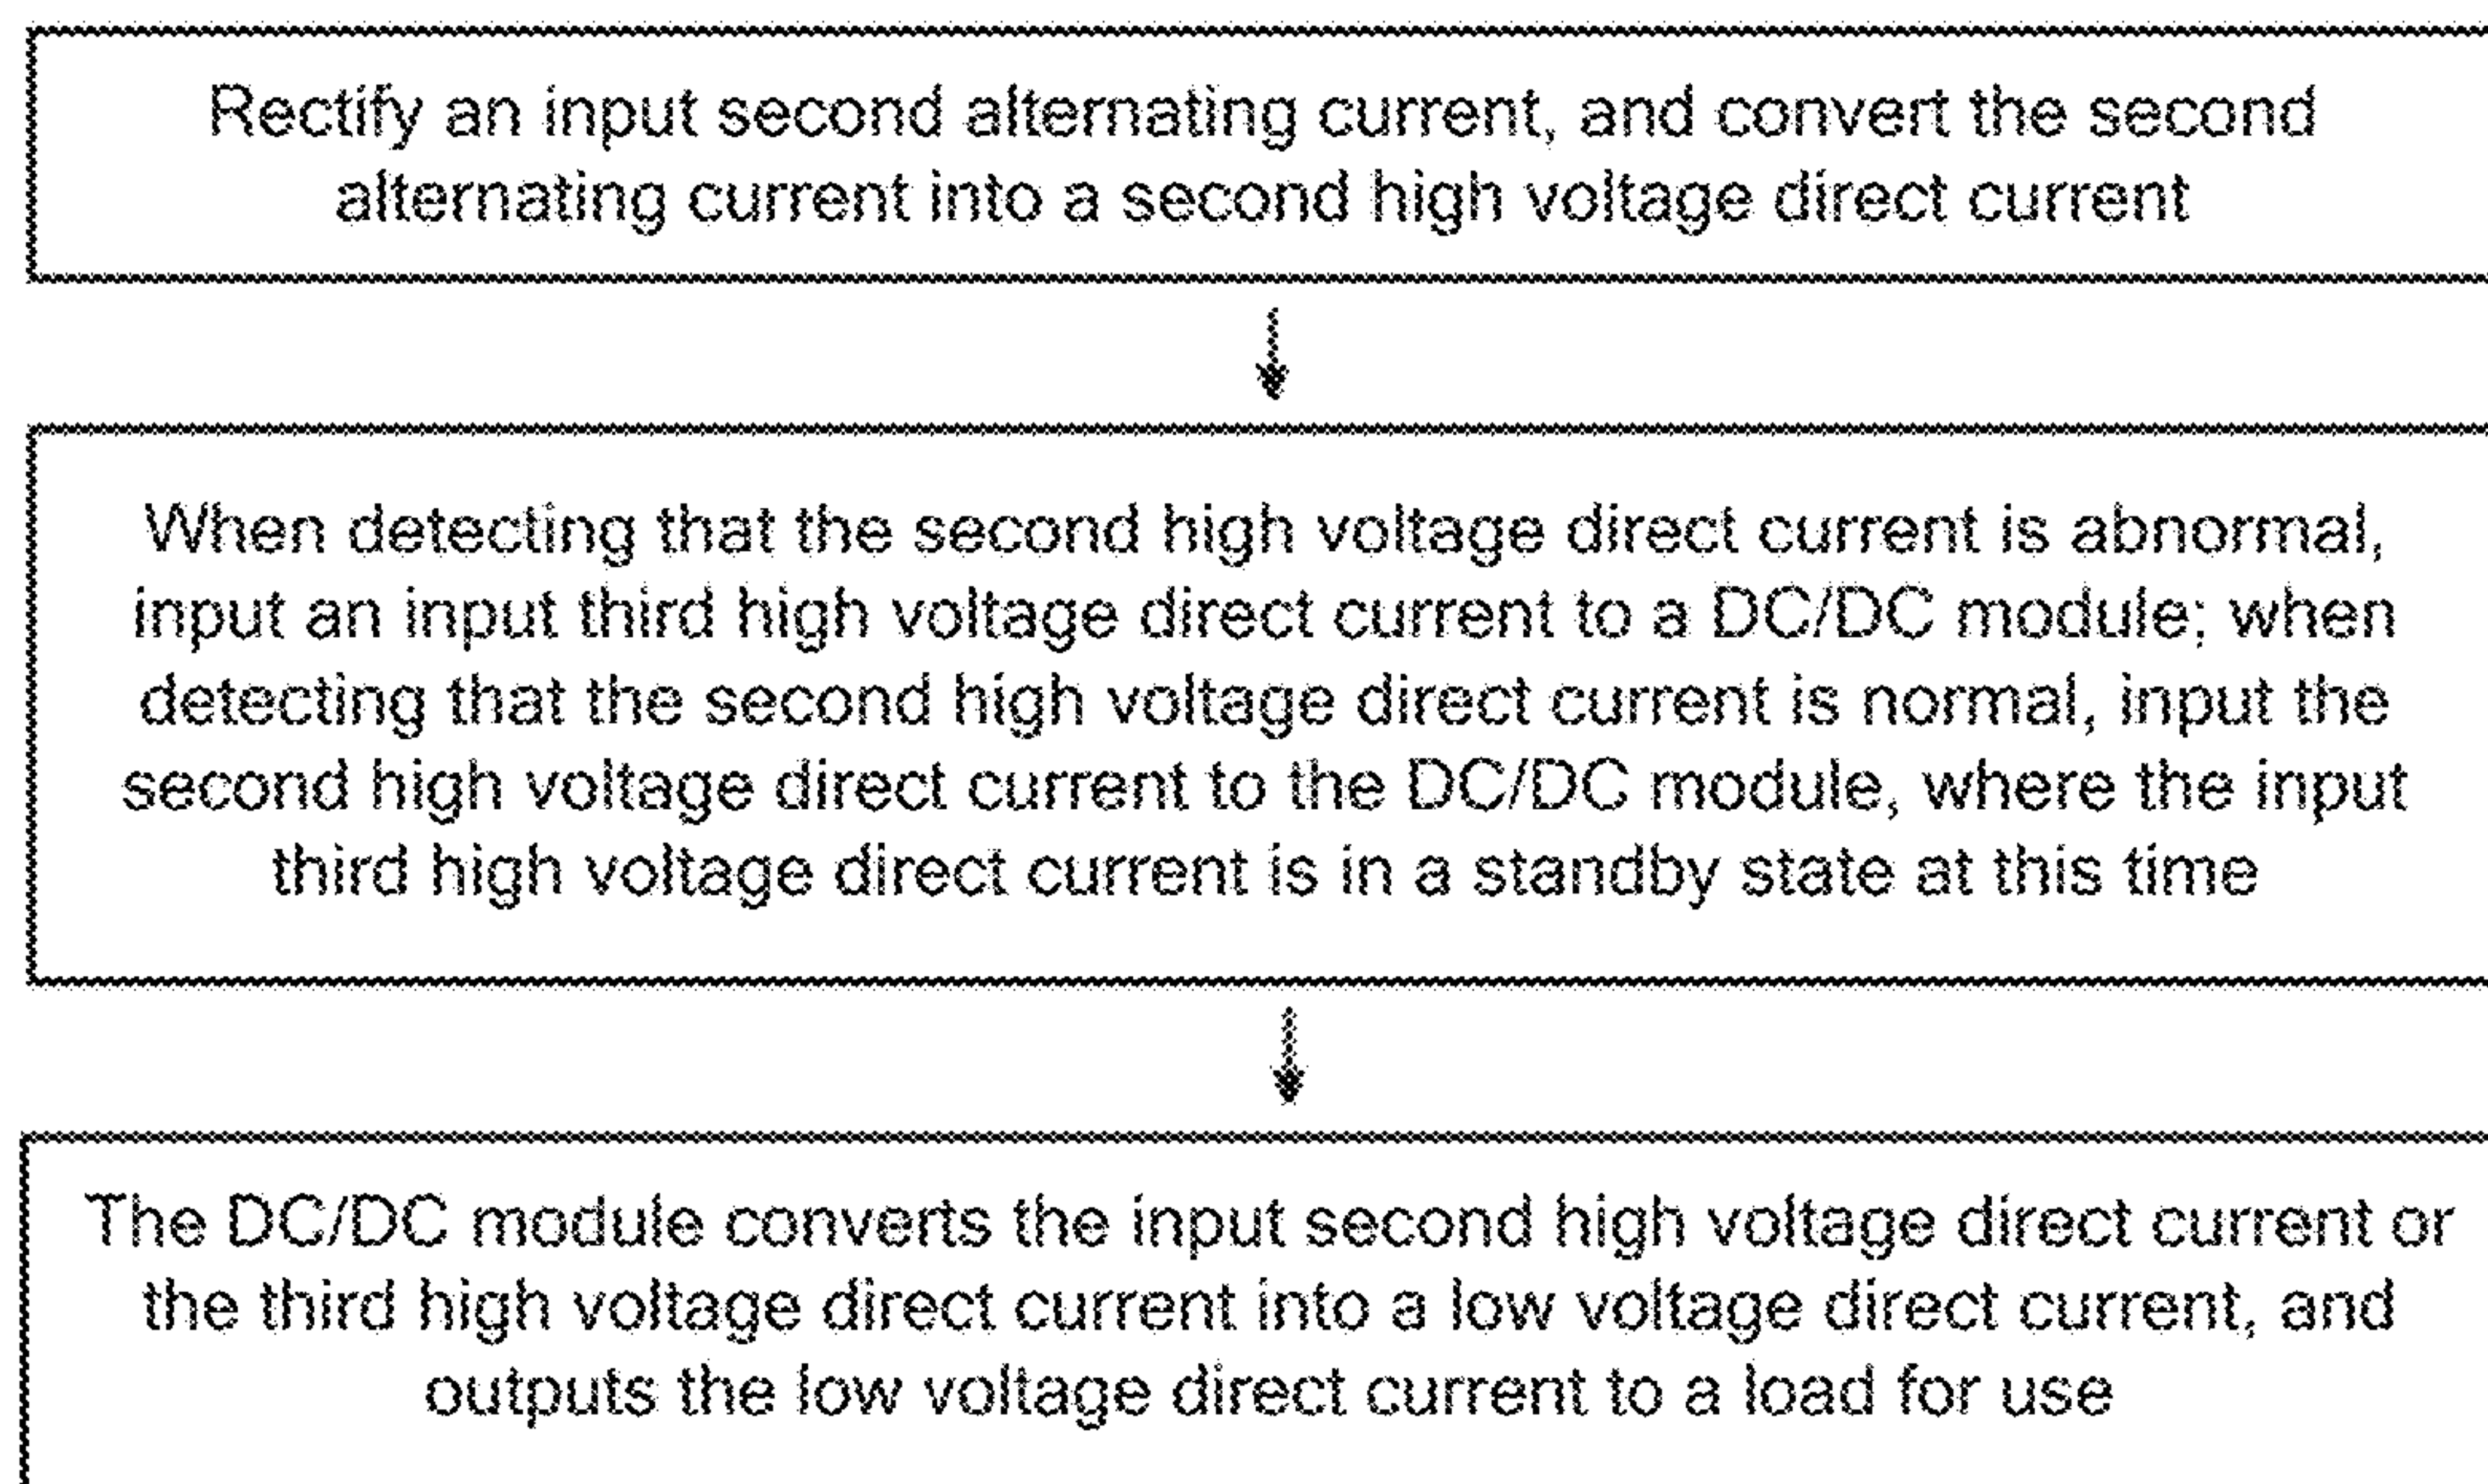 Rectify an input second alternating current, and convert the second
alternating current into a second high voltage direct current
When detecting that the second high voltage direct current is abnormal,
input an input third high voltage direct current to a DC/DC module; when
detecting that the second high voltage direct current is normal, input the
second high voltage direct current to the DC/DC module, where the input
third high voltage direct current is in a standby state at this time
The DC/DC module converts the input second high voltage direct current or
the third high voltage direct current into a low voltage direct current, and
outputs the low voltage direct current to a load for use